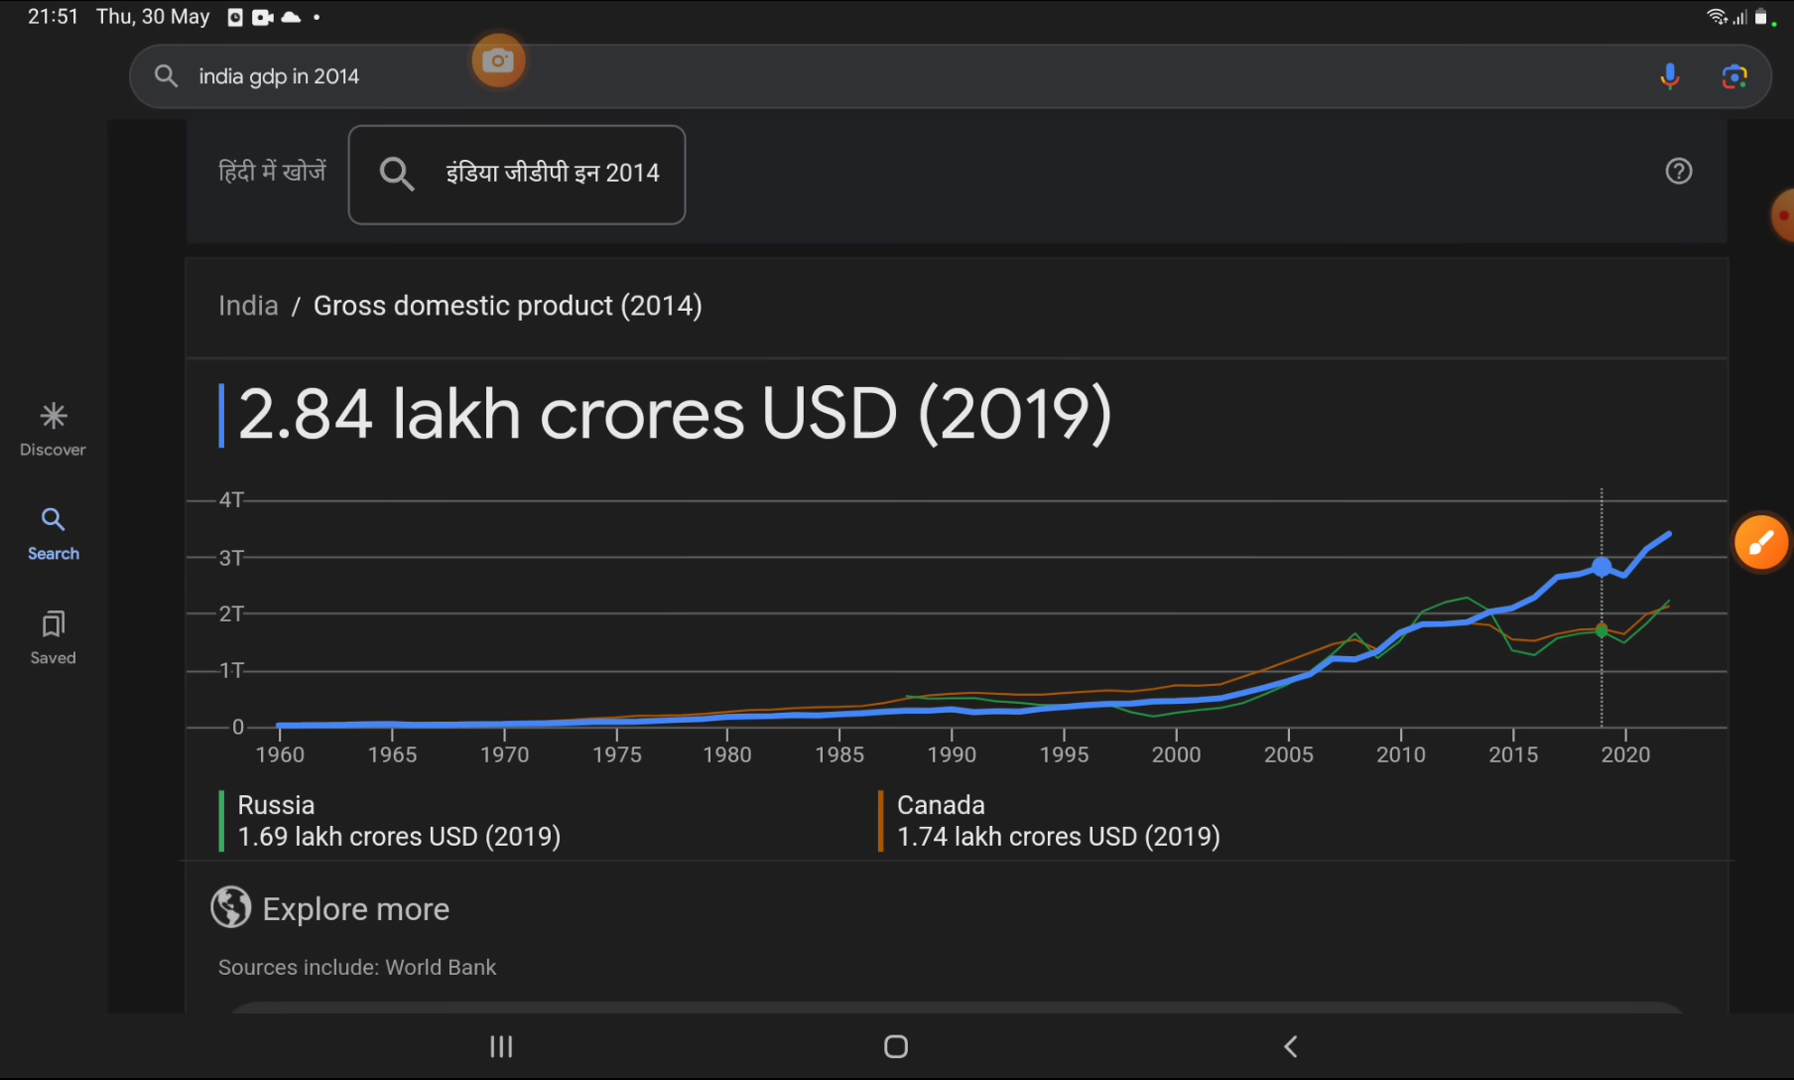 21:51 Thu, 30 May
india gdp in 2014
हिंदी में खोजें
इंडिया जीडीपी इन 2014
India / Gross domestic product (2014)
2.84 lakh crores USD (2019)
4T
3T
2T
1T
0
1960 1965 1970 1975 1980 1985 1990 1995 2000 2005 2010 2015 2020
Discover
Search
Saved
Russia
1.69 lakh crores USD (2019)
Canada
1.74 lakh crores USD (2019)
Explore more
Sources include: World Bank